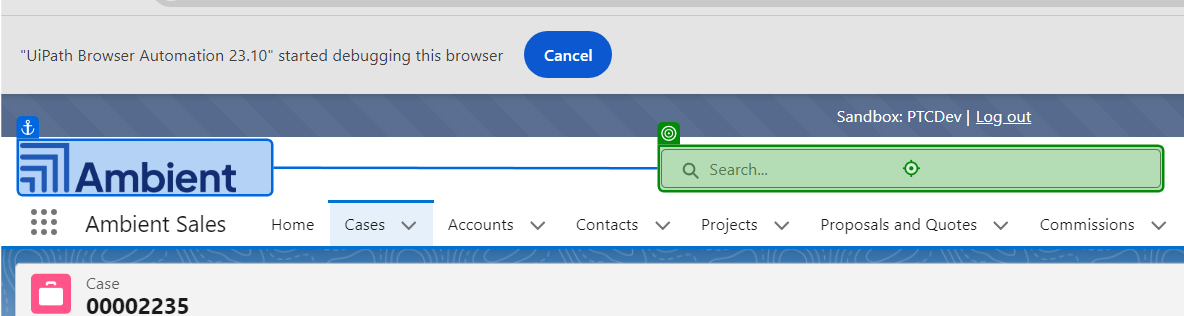 "UiPath Browser Automation 23.10" started debugging this browser Cancel
Sandbox: PTCDev | Log out
Ambient Search...
Ambient Sales Home Cases Accounts Contacts Projects Proposals and Quotes Commissions
Case
00002235